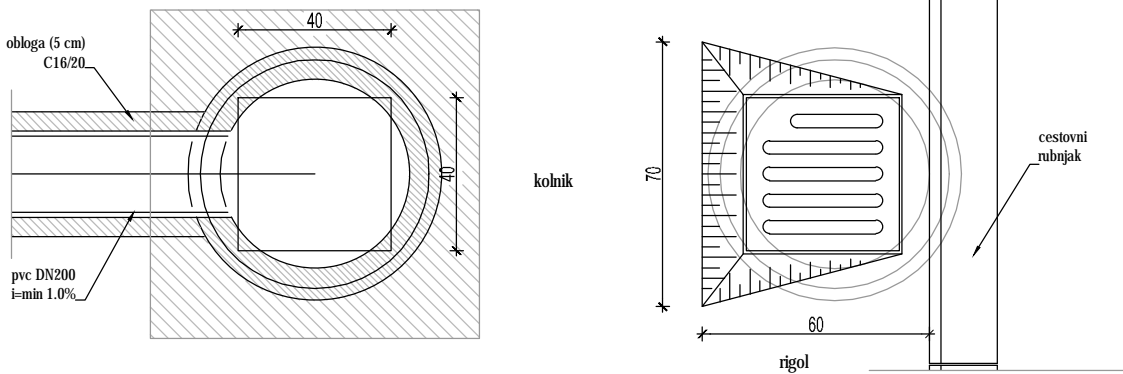 40
obloga (5 cm)
C16/20
40
pvc DN200
i=min 1.0%
kolnik
70
60
rigol
cestovni
rubnjak